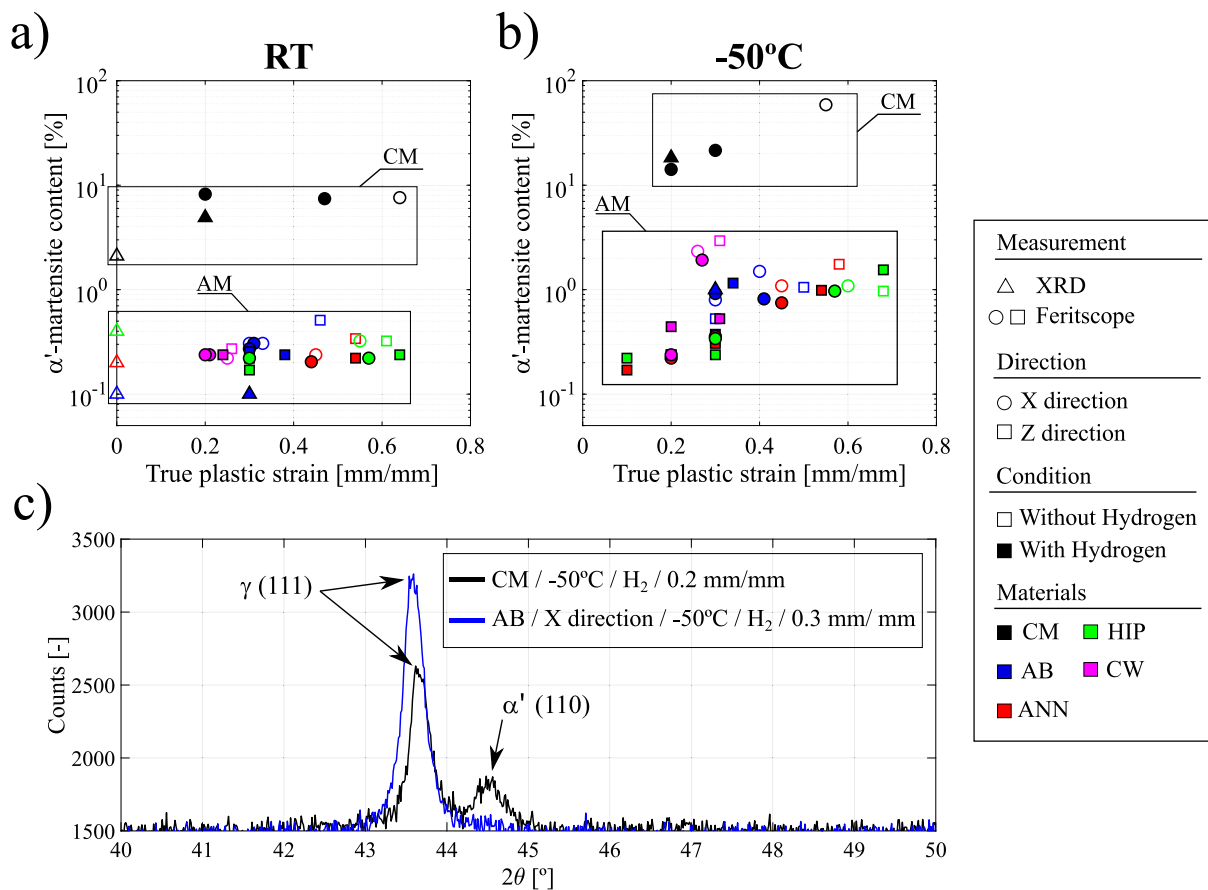 a)
RT
10²
10¹
10⁰
10⁻¹
α'-martensite content [%]
CM
AM
0 0.2 0.4 0.6 0.8
True plastic strain [mm/mm]
b)
-50ºC
10²
10¹
10⁰
10⁻¹
α'-martensite content [%]
CM
AM
0 0.2 0.4 0.6 0.8
True plastic strain [mm/mm]
Measurement
XRD
Feritscope
Direction
X direction
Z direction
Condition
Without Hydrogen
With Hydrogen
Materials
CM HIP
AB CW
ANN
c)
3500
3000
2500
2000
1500
Counts [-]
γ (111)
α' (110)
CM / -50ºC / H₂ / 0.2 mm/mm
AB / X direction / -50ºC / H₂ / 0.3 mm/ mm
40 41 42 43 44 45 46 47 48 49 50
2θ [º]